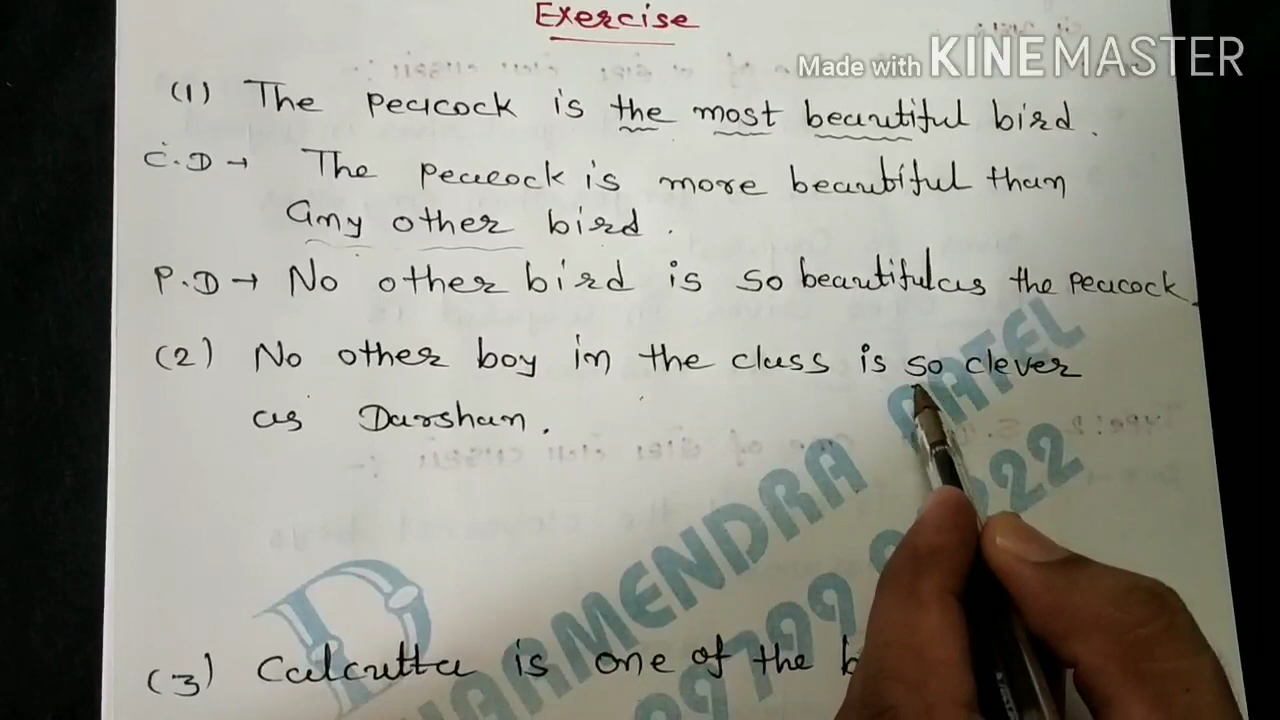 Exercise
Made with KINEMASTER
(1) The peacock is the most beautiful bird.
C.D → The peacock is more beautiful than
any other bird.
P.D → No other bird is so beautiful as the peacock.
(2) No other boy in the class is so clever
as Darshan.
(3) Calcutta is one of the
DHARMENDRA PATEL